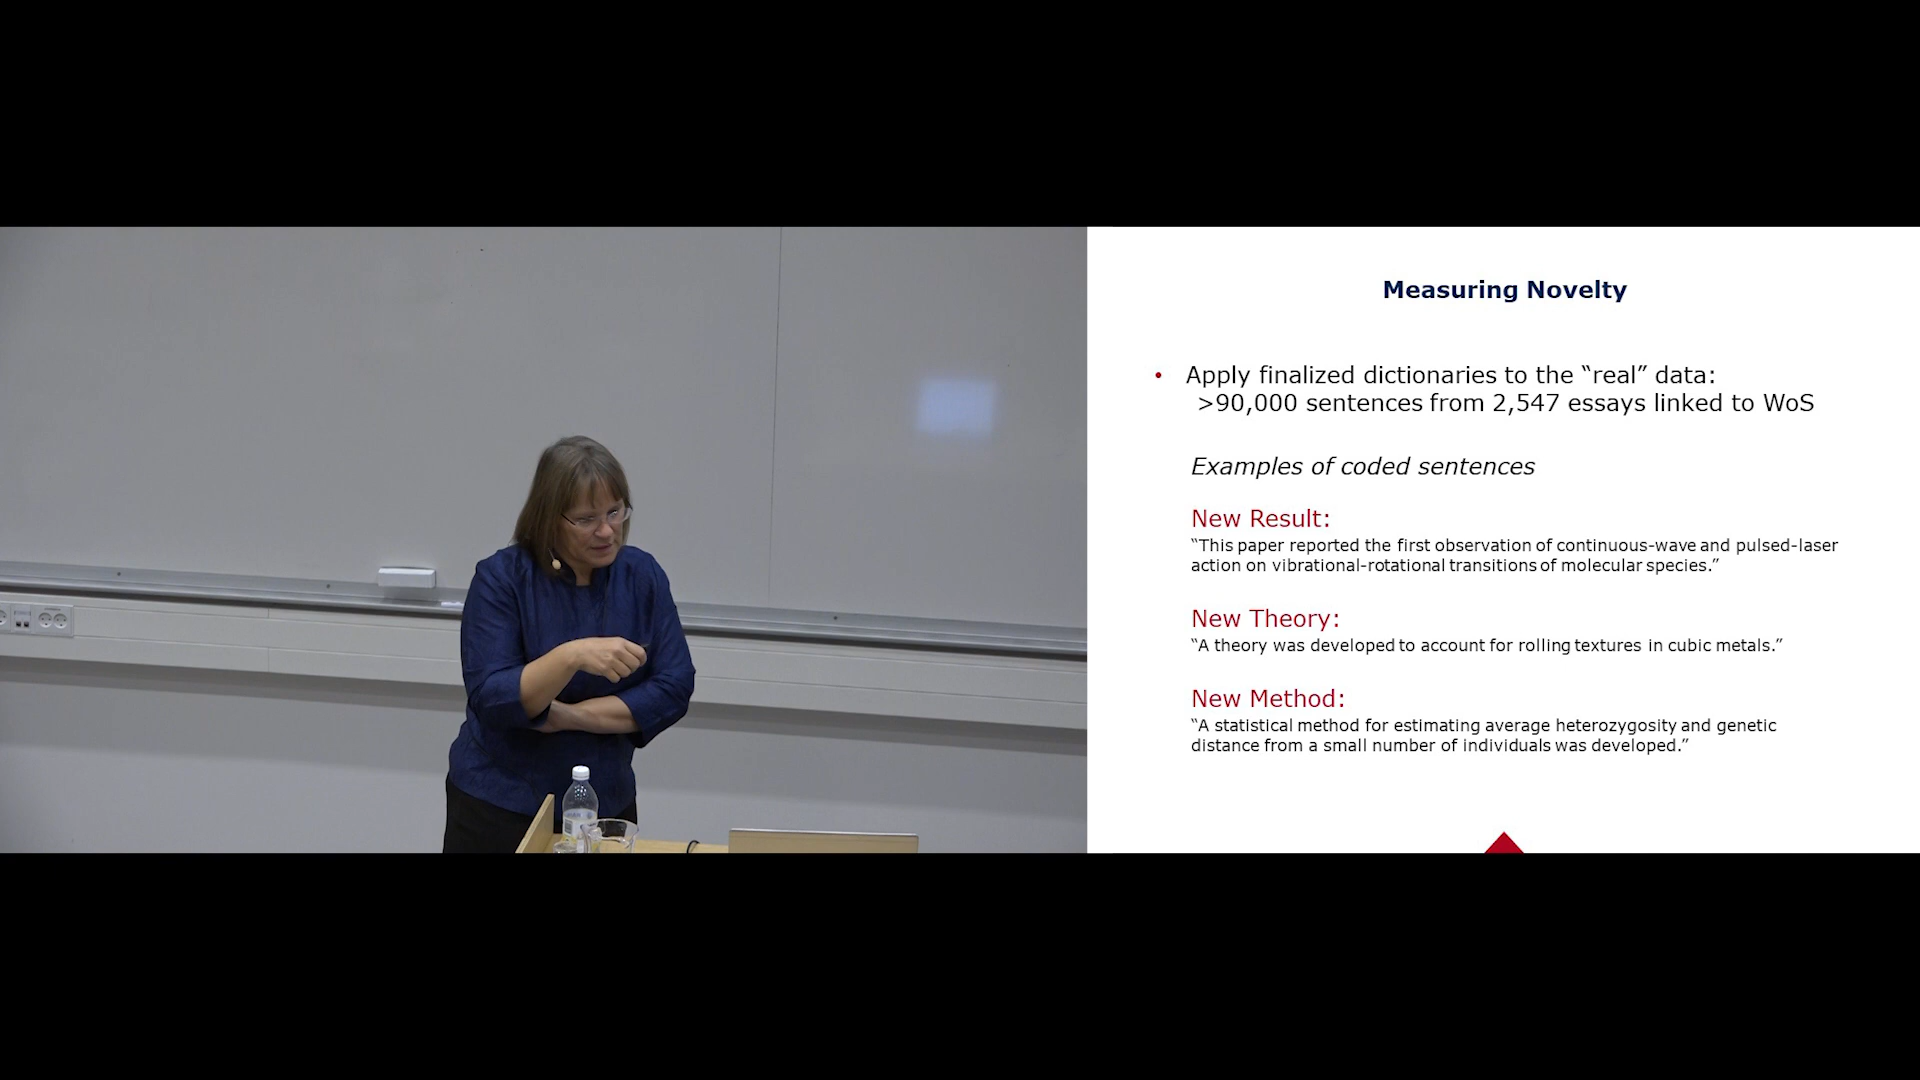 Measuring Novelty
• Apply finalized dictionaries to the “real” data:
>90,000 sentences from 2,547 essays linked to WoS
Examples of coded sentences
New Result:
“This paper reported the first observation of continuous-wave and pulsed-laser
action on vibrational-rotational transitions of molecular species.”
New Theory:
“A theory was developed to account for rolling textures in cubic metals.”
New Method:
“A statistical method for estimating average heterozygosity and genetic
distance from a small number of individuals was developed.”